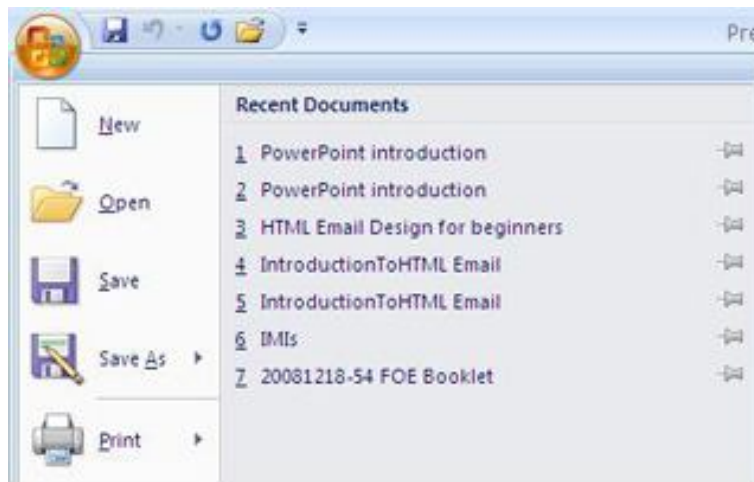 Pre
New
Open
Save
Save As
Print
Recent Documents
1 PowerPoint introduction
2 PowerPoint introduction
3 HTML Email Design for beginners
4 IntroductionToHTML Email
5 IntroductionToHTML Email
6 IMIs
7 20081218-54 FOE Booklet